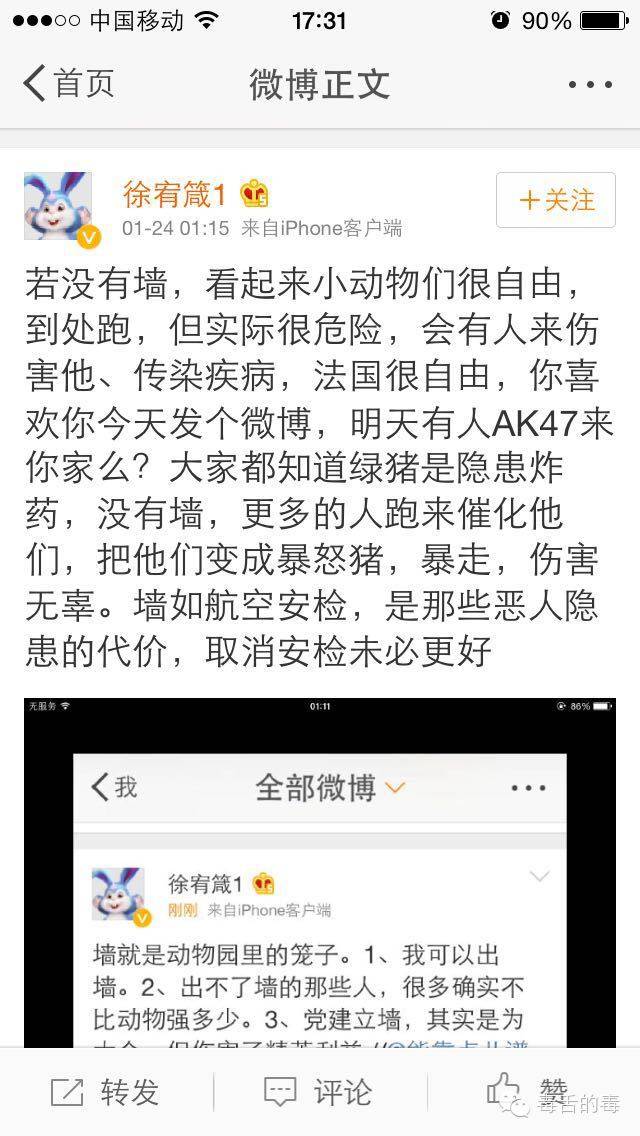 中国移动 17:31 90%
首页 微博正文
徐宥箴1
01-24 01:15 来自iPhone客户端
+关注
若没有墙，看起来小动物们很自由，
到处跑，但实际很危险，会有人来伤
害他、传染疾病，法国很自由，你喜
欢你今天发个微博，明天有人AK47来
你家么？大家都知道绿猪是隐患炸
药，没有墙，更多的人跑来催化他
们，把他们变成暴怒猪，暴走，伤害
无辜。墙如航空安检，是那些恶人隐
患的代价，取消安检未必更好
无服务 01:11 86%
我 全部微博
徐宥箴1
刚刚 来自iPhone客户端
墙就是动物园里的笼子。1、我可以出
墙。2、出不了墙的那些人，很多确实不
比动物强多少。3、党建立墙，其实是为
转发 评论 赞
毒舌的毒